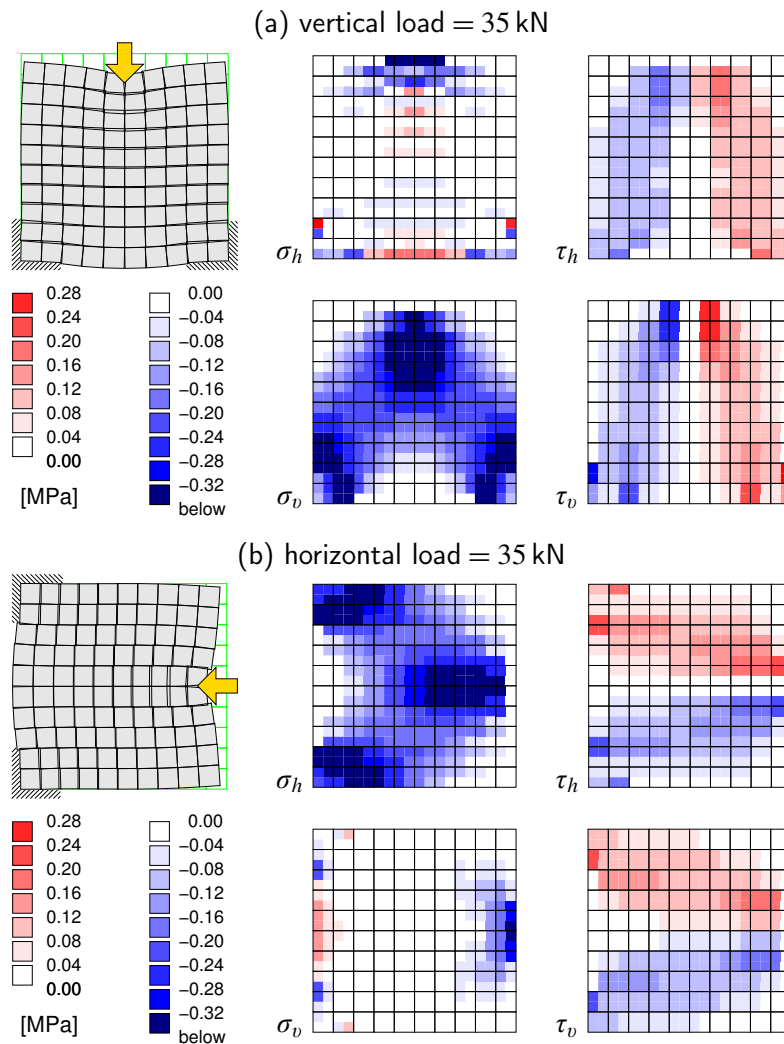 (a) vertical load = 35 kN
σh
τh
0.28
0.24
0.20
0.16
0.12
0.08
0.04
0.00
[MPa]
0.00
−0.04
−0.08
−0.12
−0.16
−0.20
−0.24
−0.28
−0.32
below
σv
τv
(b) horizontal load = 35 kN
σh
τh
0.28
0.24
0.20
0.16
0.12
0.08
0.04
0.00
[MPa]
0.00
−0.04
−0.08
−0.12
−0.16
−0.20
−0.24
−0.28
−0.32
below
σv
τv